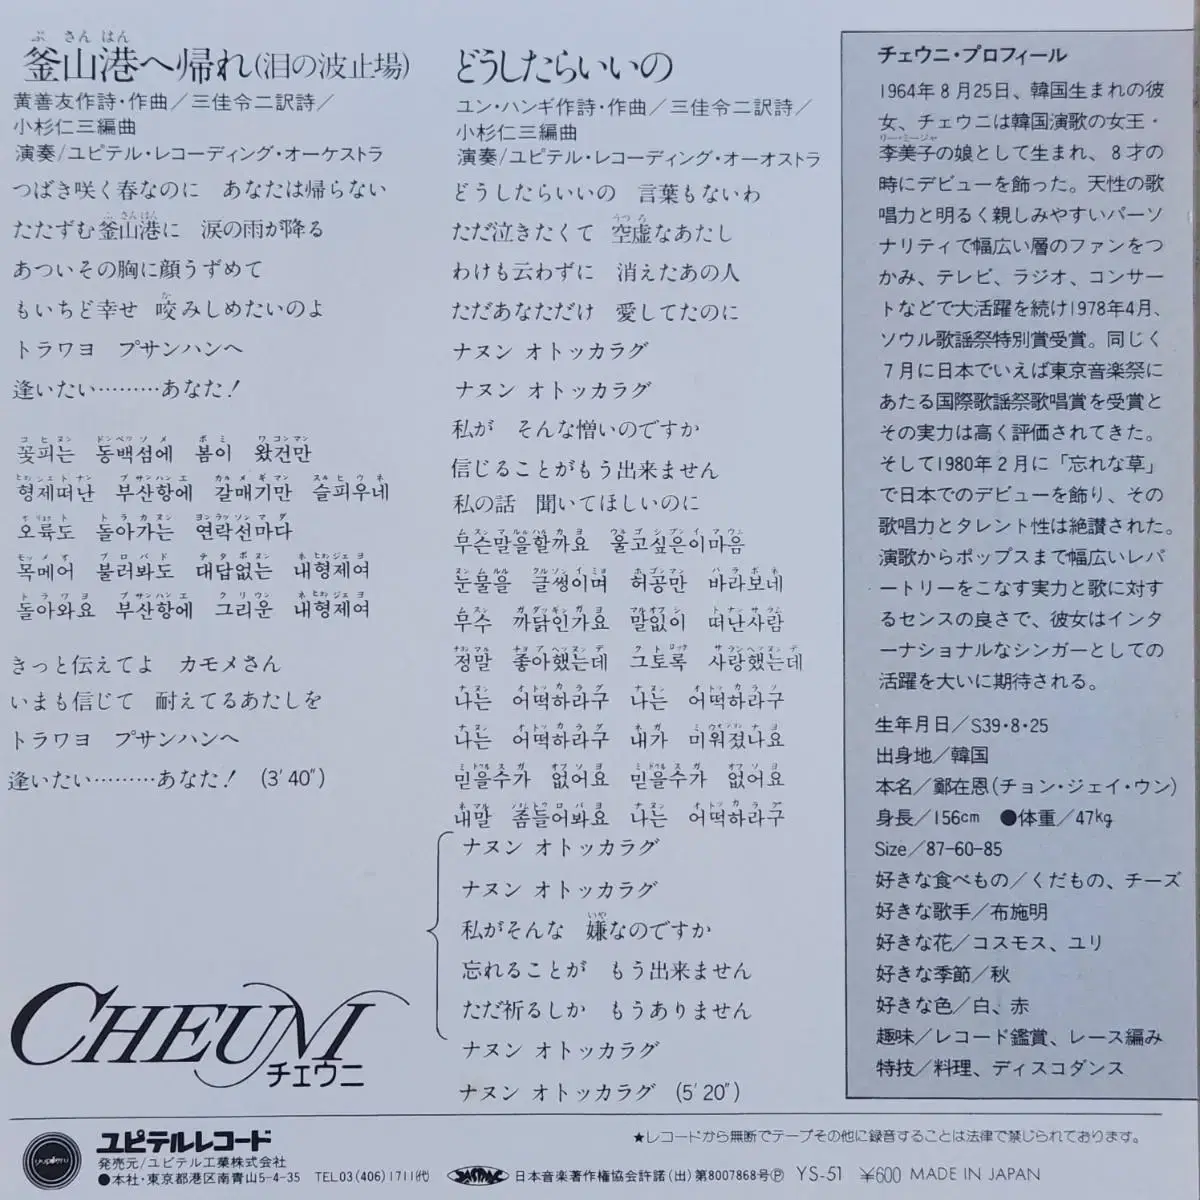 釜山港へ帰れ(泪の波止場)
黄善友作詩・作曲／三佳令二訳詩／
小杉仁三編曲
演奏／ユピテル・レコーディング・オーケストラ
つばき咲く春なのに　あなたは帰らない
たたずむ釜山港に　涙の雨が降る
あついその胸に顔うずめて
もいちど幸せ　咬みしめたいのよ
トラワヨ　プサンハンへ
逢いたい………あなた！
꽃피는 동백섬에 봄이 왔건만
형제떠난 부산항에 갈매기만 슬피우네
오륙도 돌아가는 연락선마다
목메어 불러봐도 대답없는 내형제여
돌아와요 부산항에 그리운 내형제여
きっと伝えてよ　カモメさん
いまも信じて　耐えてるあたしを
トラワヨ　プサンハンへ
逢いたい………あなた！ (3′40″)
CHEUNI
チェウニ
どうしたらいいの
ユン・ハンギ作詩・作曲／三佳令二訳詩／
小杉仁三編曲
演奏／ユピテル・レコーディング・オーオストラ
どうしたらいいの　言葉もないわ
ただ泣きたくて　空虚なあたし
わけも云わずに　消えたあの人
ただあなただけ　愛してたのに
ナヌン オトッカラグ
ナヌン オトッカラグ
私が　そんな憎いのですか
信じることがもう出来ません
私の話　聞いてほしいのに
무슨말을할까요 울고싶은이마음
눈물을 글썽이며 허공만 바라보네
무수 까닭인가요 말없이 떠난사람
정말 좋아했는데 그토록 사랑했는데
나는 어떡하라구 나는 어떡하라구
나는 어떡하라구 내가 미워졌나요
믿을수가 없어요 믿을수가 없어요
내말 좀들어봐요 나는 어떡하라구
ナヌン オトッカラグ
ナヌン オトッカラグ
私がそんな　嫌なのですか
忘れることが　もう出来ません
ただ祈るしか　もうありません
ナヌン オトッカラグ
ナヌン オトッカラグ (5′20″)
チェウニ・プロフィール
1964年8月25日、韓国生まれの彼
女、チェウニは韓国演歌の女王・
李美子の娘として生まれ、8才の
時にデビューを飾った。天性の歌
唱力と明るく親しみやすいパーソ
ナリティで幅広い層のファンをつ
かみ、テレビ、ラジオ、コンサー
トなどで大活躍を続け1978年4月、
ソウル歌謡祭特別賞受賞。同じく
7月に日本でいえば東京音楽祭に
あたる国際歌謡祭歌唱賞を受賞と
その実力は高く評価されてきた。
そして1980年2月に「忘れな草」
で日本でのデビューを飾り、その
歌唱力とタレント性は絶讃された。
演歌からポップスまで幅広いレパ
ートリーをこなす実力と歌に対す
るセンスの良さで、彼女はインタ
ーナショナルなシンガーとしての
活躍を大いに期待される。
生年月日／S39・8・25
出身地／韓国
本名／鄭在恩(チョン・ジェイ・ウン)
身長／156cm　●体重／47kg
Size／87-60-85
好きな食べもの／くだもの、チーズ
好きな歌手／布施明
好きな花／コスモス、ユリ
好きな季節／秋
好きな色／白、赤
趣味／レコード鑑賞、レース編み
特技／料理、ディスコダンス
yupiteru
ユピテルレコード
発売元／ユピテル工業株式会社
●本社・東京都港区南青山5-4-35　TEL03(406)1711代
★レコードから無断でテープその他に録音することは法律で禁じられております。
日本音楽著作権協会許諾(出)第8007868号Ⓟ　YS-51　¥600　MADE IN JAPAN